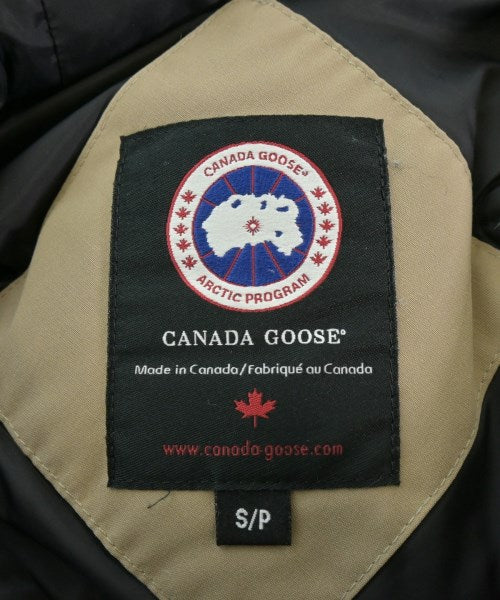 CANADA GOOSE®
ARCTIC PROGRAM
CANADA GOOSE®
Made in Canada/Fabriqué au Canada
www.canada-goose.com
S/P